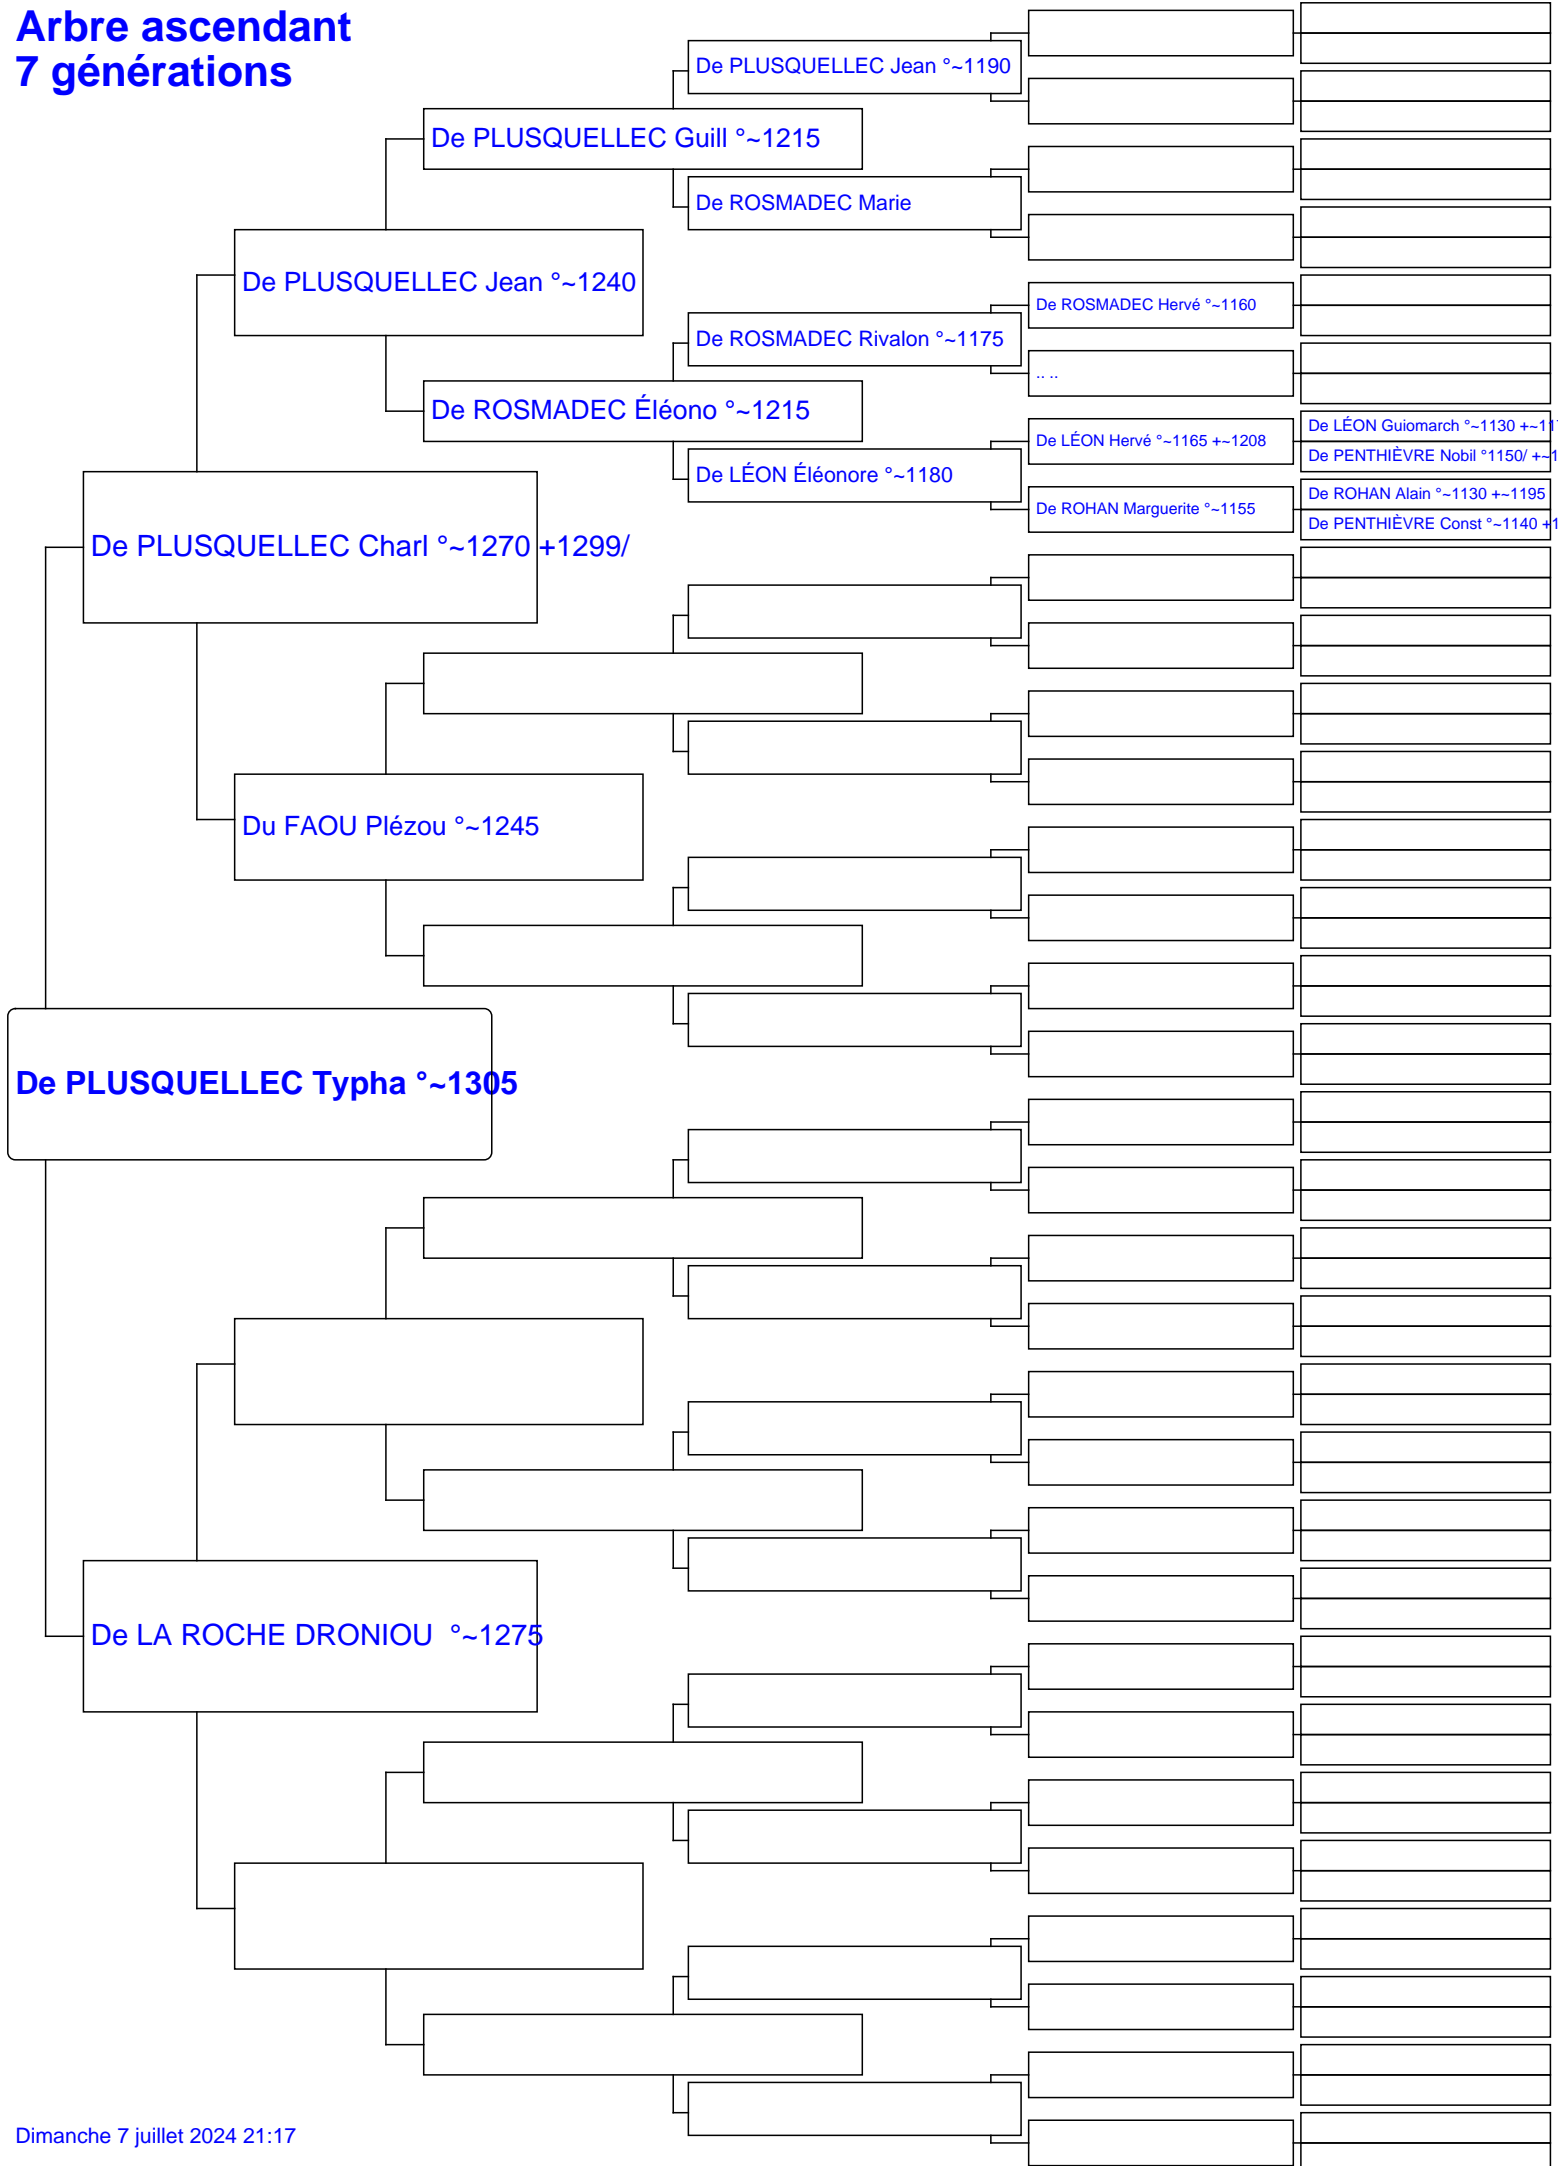 Arbre ascendant
7 générations
De PLUSQUELLEC Jean °~1190
De PLUSQUELLEC Guill °~1215
De ROSMADEC Marie
De PLUSQUELLEC Jean °~1240
De ROSMADEC Hervé °~1160
De ROSMADEC Rivalon °~1175
.. ..
De ROSMADEC Éléono °~1215
De LÉON Guiomarch °~1130 +~11
De LÉON Hervé °~1165 +~1208
De PENTHIÈVRE Nobil °1150/ +~1
De LÉON Éléonore °~1180
De ROHAN Alain °~1130 +~1195
De ROHAN Marguerite °~1155
De PENTHIÈVRE Const °~1140 +1
De PLUSQUELLEC Charl °~1270 +1299/
Du FAOU Plézou °~1245
De PLUSQUELLEC Typha °~1305
De LA ROCHE DRONIOU °~1275
Dimanche 7 juillet 2024 21:17